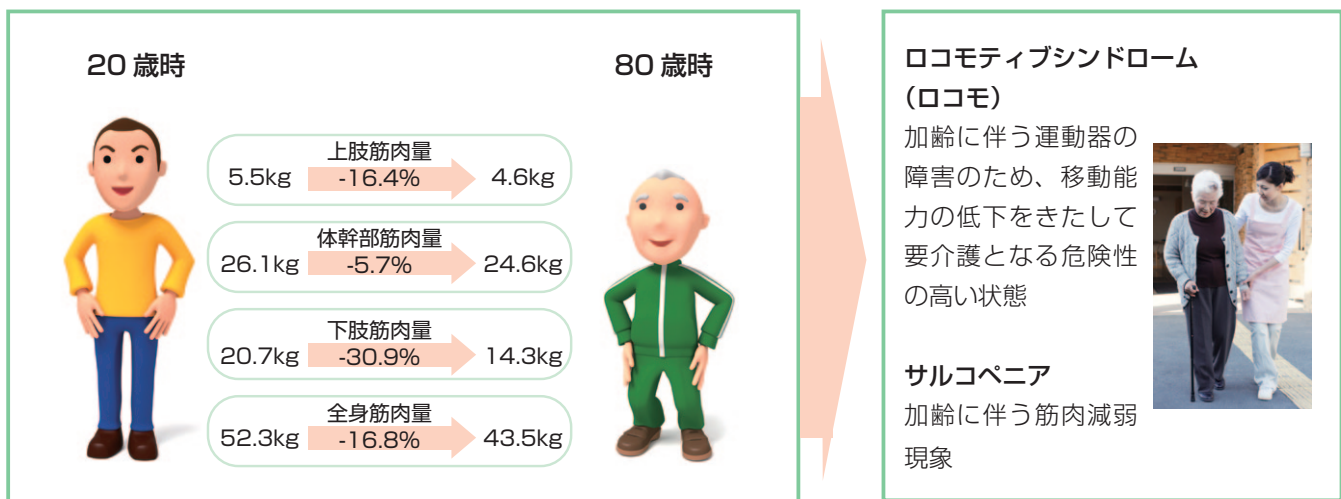 20 歳時
80 歳時
上肢筋肉量
5.5kg -16.4% 4.6kg
体幹部筋肉量
26.1kg -5.7% 24.6kg
下肢筋肉量
20.7kg -30.9% 14.3kg
全身筋肉量
52.3kg -16.8% 43.5kg
ロコモティブシンドローム
(ロコモ)
加齢に伴う運動器の
障害のため、移動能
力の低下をきたして
要介護となる危険性
の高い状態
サルコペニア
加齢に伴う筋肉減弱
現象